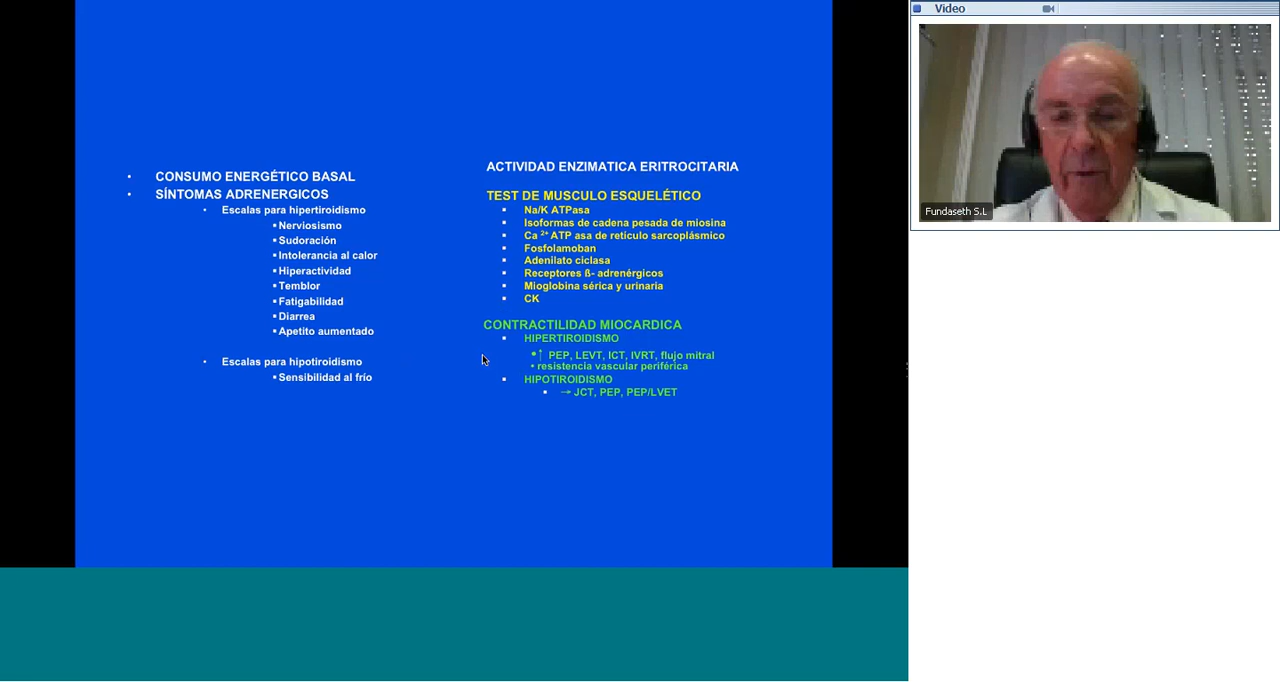 • CONSUMO ENERGÉTICO BASAL
• SÍNTOMAS ADRENERGICOS
• Escalas para hipertiroidismo
▪ Nerviosismo
▪ Sudoración
▪ Intolerancia al calor
▪ Hiperactividad
▪ Temblor
▪ Fatigabilidad
▪ Diarrea
▪ Apetito aumentado
• Escalas para hipotiroidismo
▪ Sensibilidad al frío
ACTIVIDAD ENZIMATICA ERITROCITARIA
TEST DE MUSCULO ESQUELÉTICO
▪ Na/K ATPasa
▪ Isoformas de cadena pesada de miosina
▪ Ca 2+ ATP asa de retículo sarcoplásmico
▪ Fosfolamoban
▪ Adenilato ciclasa
▪ Receptores ß- adrenérgicos
▪ Mioglobina sérica y urinaria
▪ CK
CONTRACTILIDAD MIOCARDICA
▪ HIPERTIROIDISMO
•↑ PEP, LEVT, ICT, IVRT, flujo mitral
• resistencia vascular periférica
▪ HIPOTIROIDISMO
▪ → JCT, PEP, PEP/LVET
Video
Fundaseth S.L